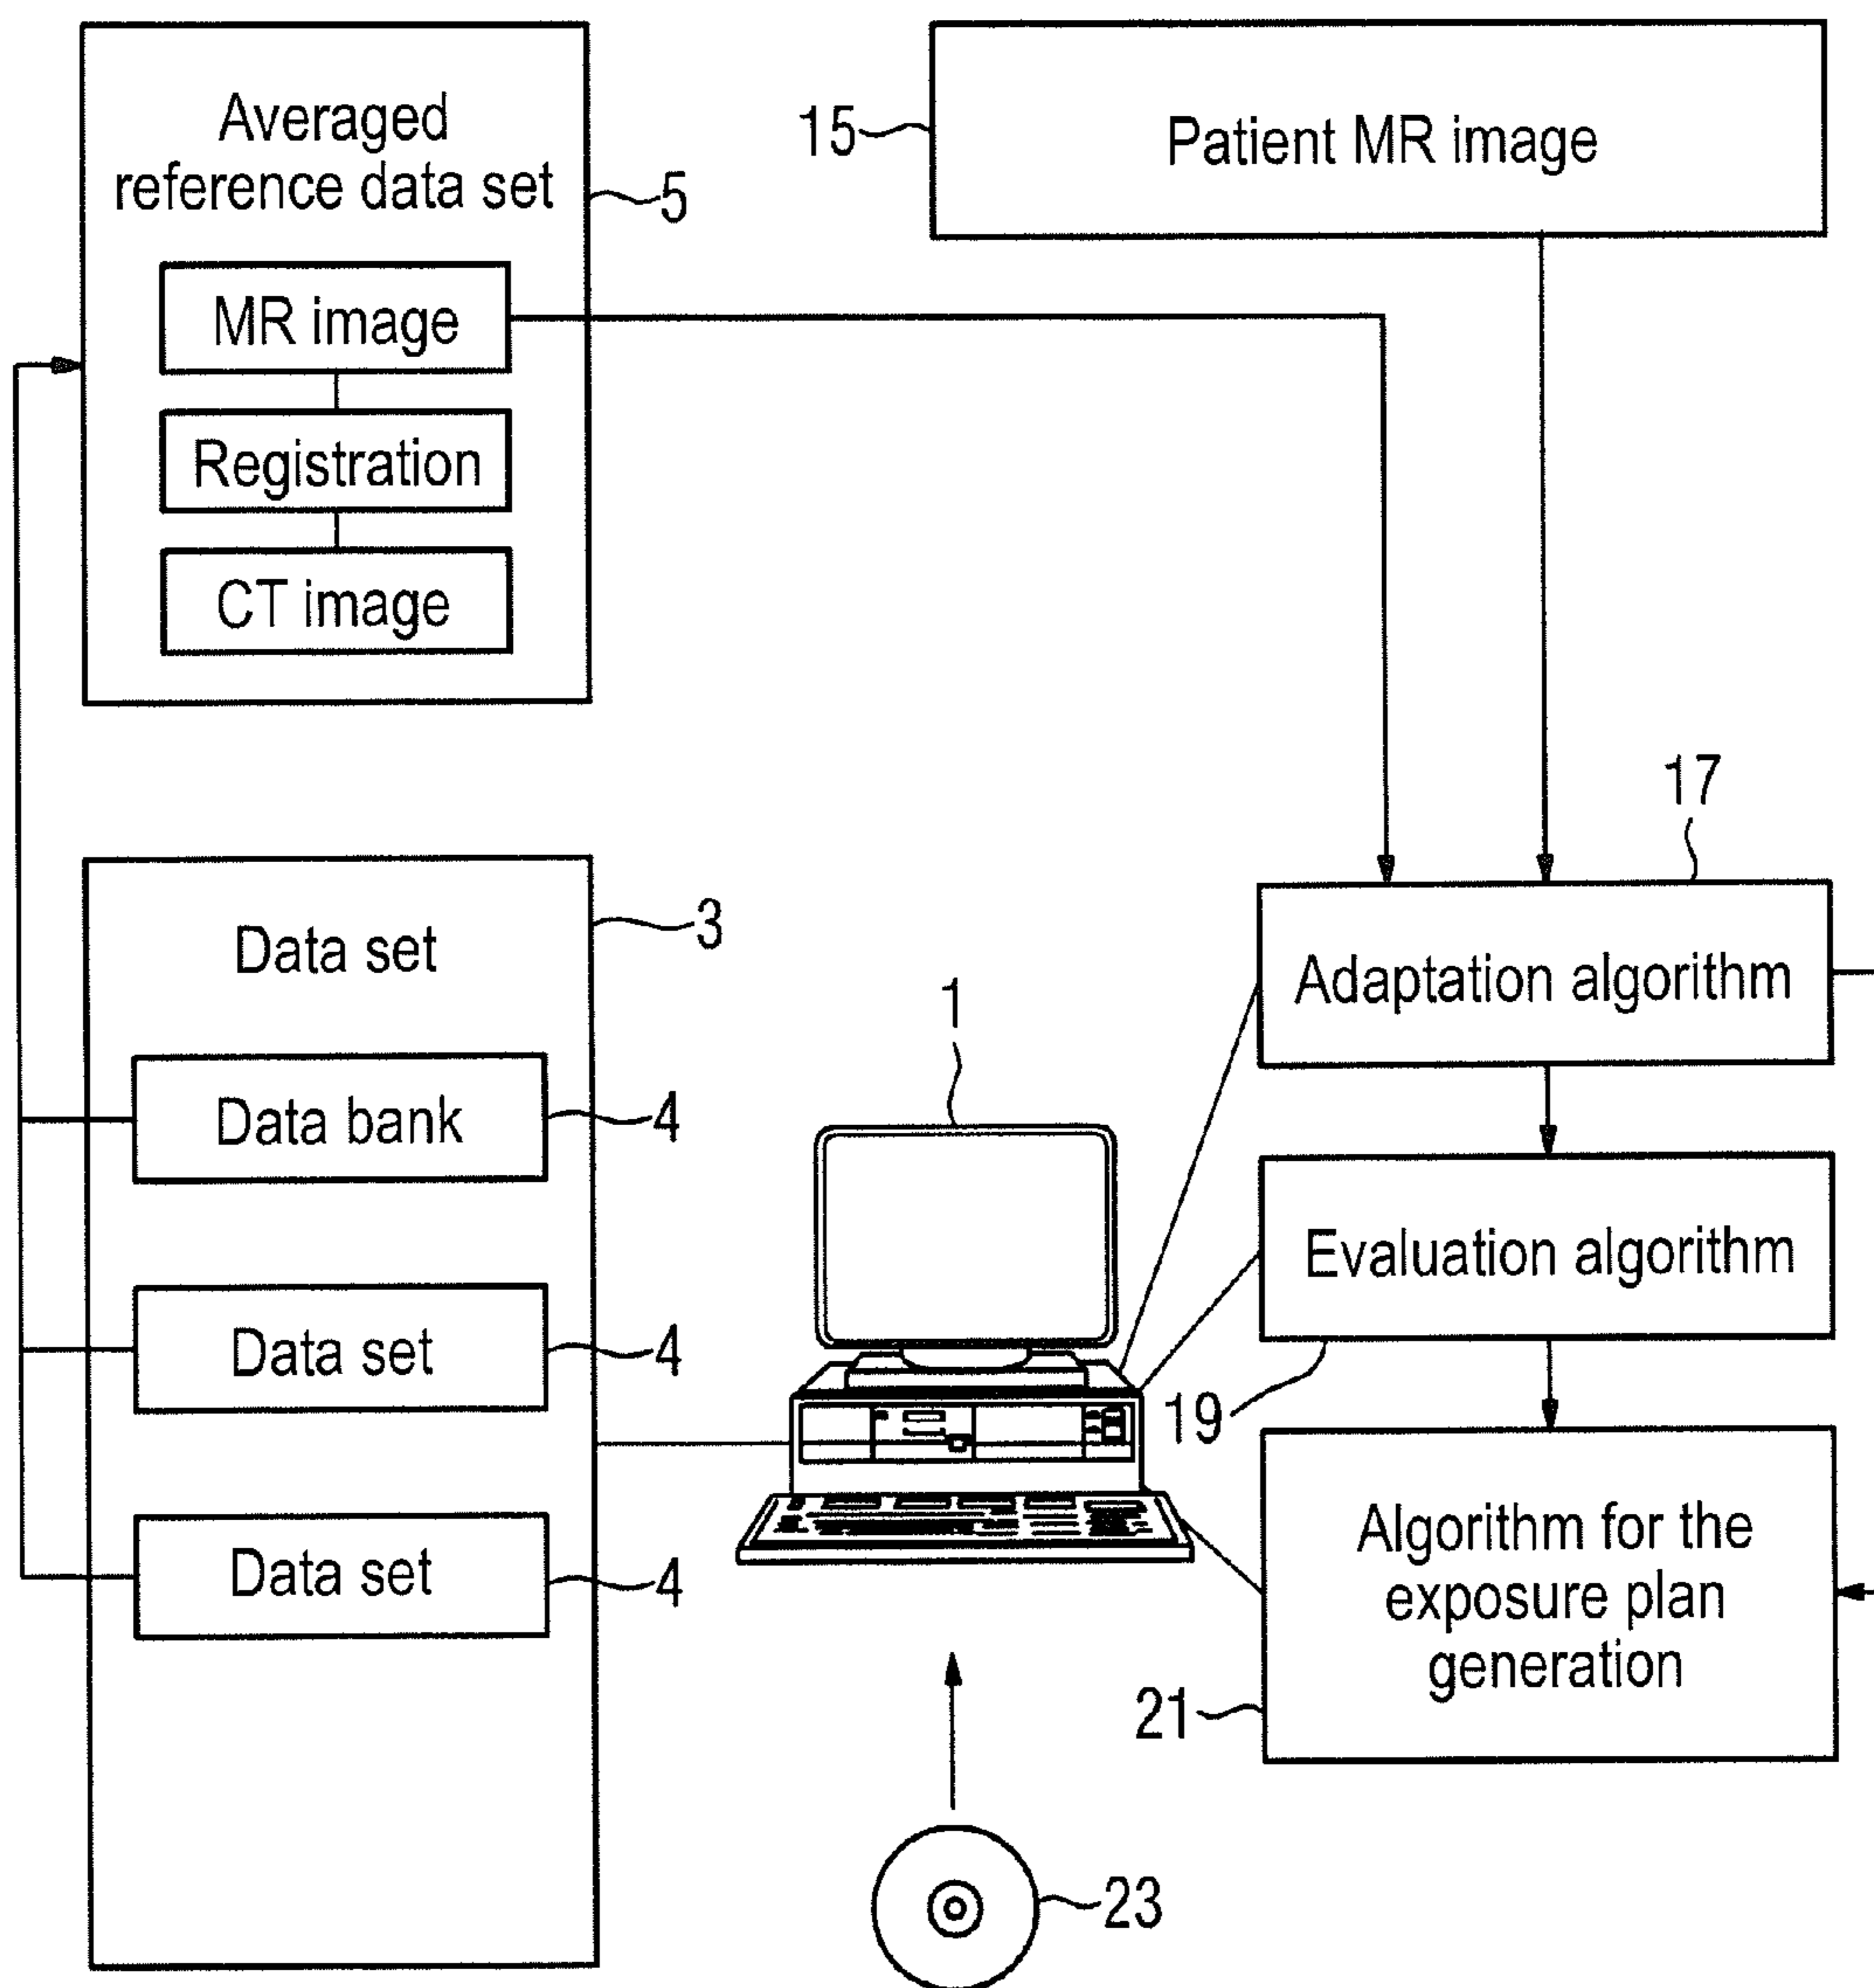 Averaged
reference data set
5
MR image
Registration
CT image
15
Patient MR image
17
Adaptation algorithm
Data set
3
Data bank
4
Data set
4
Data set
4
1
Evaluation algorithm
19
Algorithm for the
exposure plan
generation
21
23